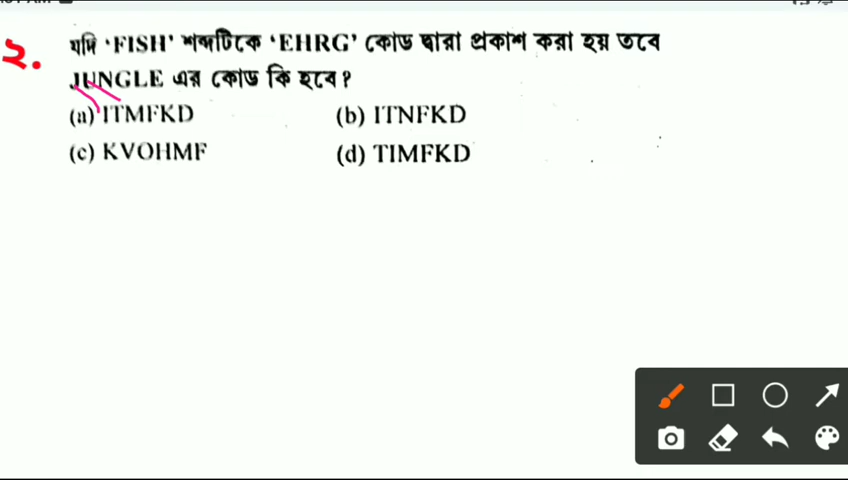 ২.
যদি 'FISH' শব্দটিকে 'EHRG' কোড দ্বারা প্রকাশ করা হয় তবে
JUNGLE এর কোড কি হবে?
(a) ITMFKD (b) ITNFKD
(c) KVOHMF (d) TIMFKD